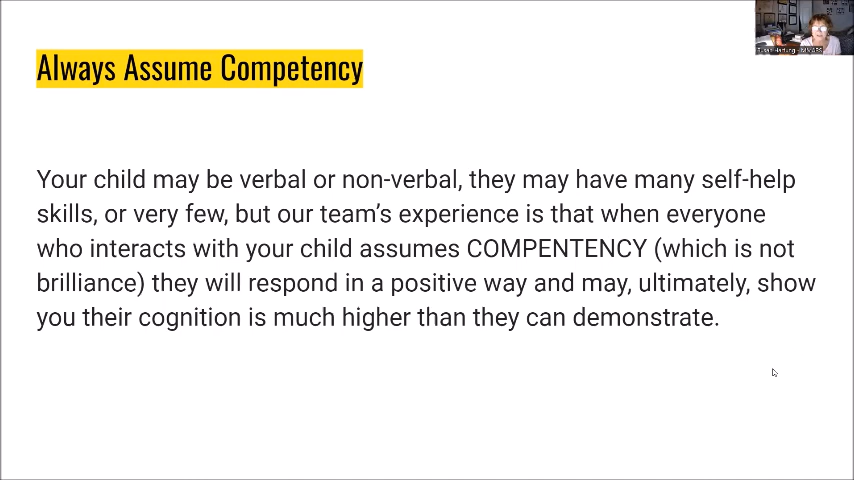 Always Assume Competency
Your child may be verbal or non-verbal, they may have many self-help
skills, or very few, but our team's experience is that when everyone
who interacts with your child assumes COMPENTENCY (which is not
brilliance) they will respond in a positive way and may, ultimately, show
you their cognition is much higher than they can demonstrate.